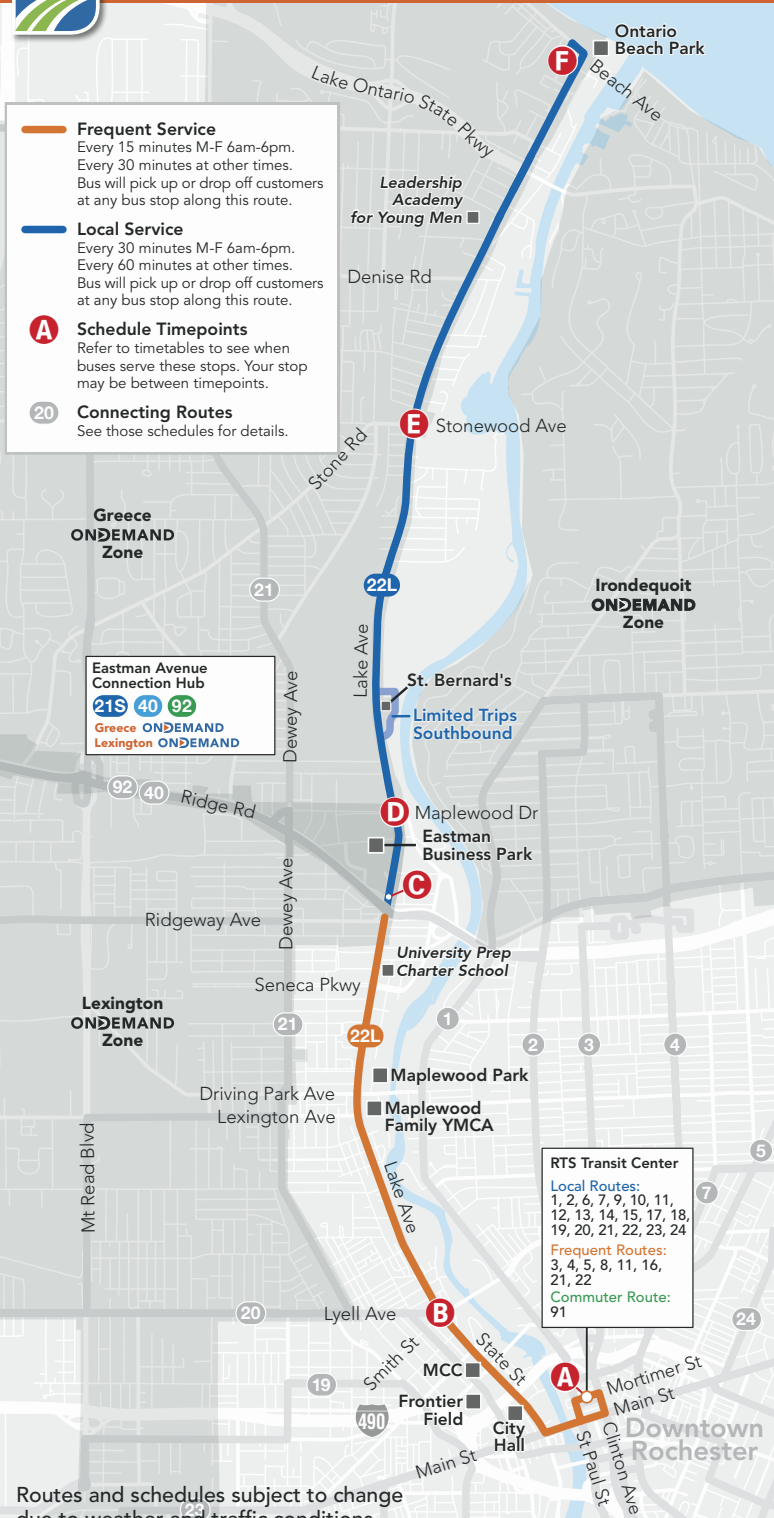 Ontario
Beach Park
F
Beach Ave
Lake Ontario State Pkwy
Frequent Service
Every 15 minutes M-F 6am-6pm.
Every 30 minutes at other times.
Bus will pick up or drop off customers
at any bus stop along this route.
Local Service
Every 30 minutes M-F 6am-6pm.
Every 60 minutes at other times.
Bus will pick up or drop off customers
at any bus stop along this route.
A
Schedule Timepoints
Refer to timetables to see when
buses serve these stops. Your stop
may be between timepoints.
20
Connecting Routes
See those schedules for details.
Leadership
Academy
for Young Men
Denise Rd
E
Stonewood Ave
Stone Rd
Greece
ONDEMAND
Zone
21
22L
Irondequoit
ONDEMAND
Zone
Lake Ave
Eastman Avenue
Connection Hub
21S 40 92
Greece ONDEMAND
Lexington ONDEMAND
Dewey Ave
St. Bernard's
Limited Trips
Southbound
92 40
Ridge Rd
D
Maplewood Dr
Eastman
Business Park
C
Dewey Ave
Ridgeway Ave
University Prep
Charter School
Seneca Pkwy
Lexington
ONDEMAND
Zone
21
22L
1
2
3
4
Maplewood Park
Driving Park Ave
Lexington Ave
Maplewood
Family YMCA
Mt Read Blvd
Lake Ave
5
7
RTS Transit Center
Local Routes:
1, 2, 6, 7, 9, 10, 11,
12, 13, 14, 15, 17, 18,
19, 20, 21, 22, 23, 24
Frequent Routes:
3, 4, 5, 8, 11, 16,
21, 22
Commuter Route:
91
20
Lyell Ave
B
24
State St
Smith St
MCC
A
Mortimer St
Main St
19
490
Frontier
Field
City
Hall
Downtown
Rochester
Main St
St Paul St
Clinton Ave
Routes and schedules subject to change
23
due to weather and traffic conditions